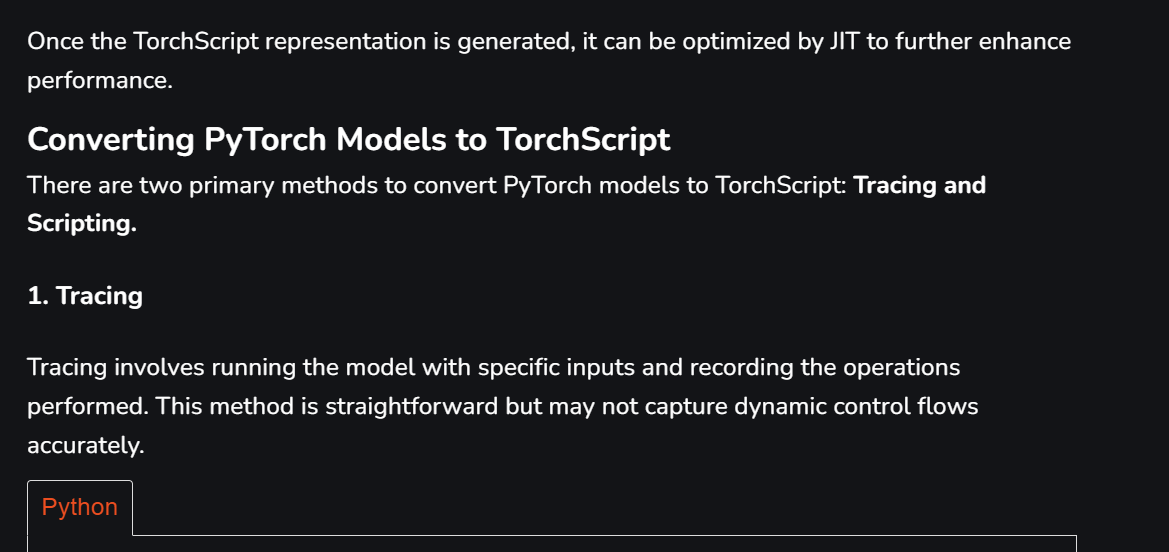 Once the TorchScript representation is generated, it can be optimized by JIT to further enhance
performance.
Converting PyTorch Models to TorchScript
There are two primary methods to convert PyTorch models to TorchScript: Tracing and
Scripting.
1. Tracing
Tracing involves running the model with specific inputs and recording the operations
performed. This method is straightforward but may not capture dynamic control flows
accurately.
Python